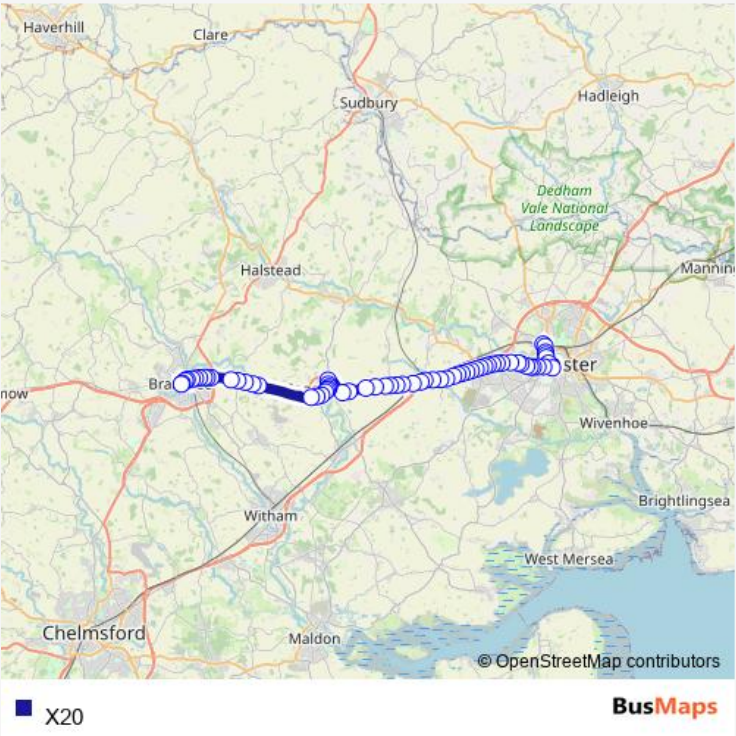 Haverhill
Clare
Sudbury
Hadleigh
Dedham
Vale National
Landscape
Halstead
Mannin
Bra
ster
now
Wivenhoe
Witham
Brightlingsea
West Mersea
Chelmsford
Maldon
© OpenStreetMap contributors
X20
BusMaps